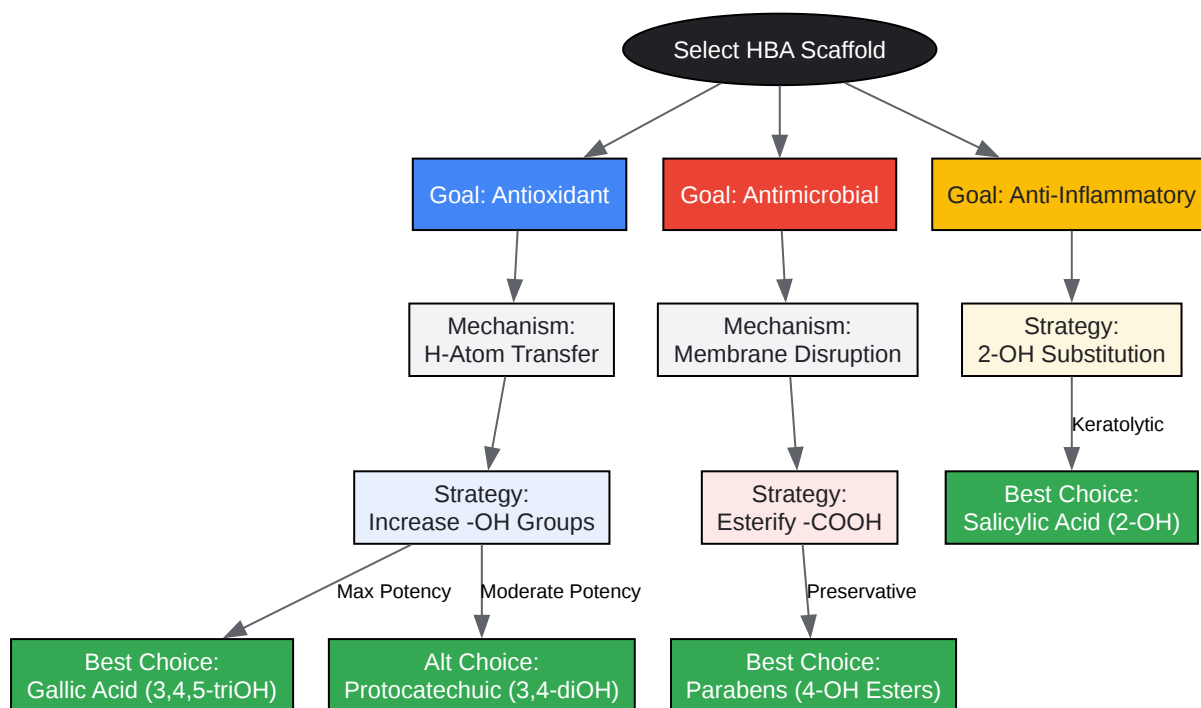 Select HBA Scaffold
Goal: Antioxidant
Goal: Antimicrobial
Goal: Anti-Inflammatory
Mechanism:
H-Atom Transfer
Mechanism:
Membrane Disruption
Strategy:
2-OH Substitution
Keratolytic
Strategy:
Increase -OH Groups
Strategy:
Esterify -COOH
Best Choice:
Salicylic Acid (2-OH)
Max Potency
Moderate Potency
Preservative
Best Choice:
Gallic Acid (3,4,5-triOH)
Alt Choice:
Protocatechuic (3,4-diOH)
Best Choice:
Parabens (4-OH Esters)